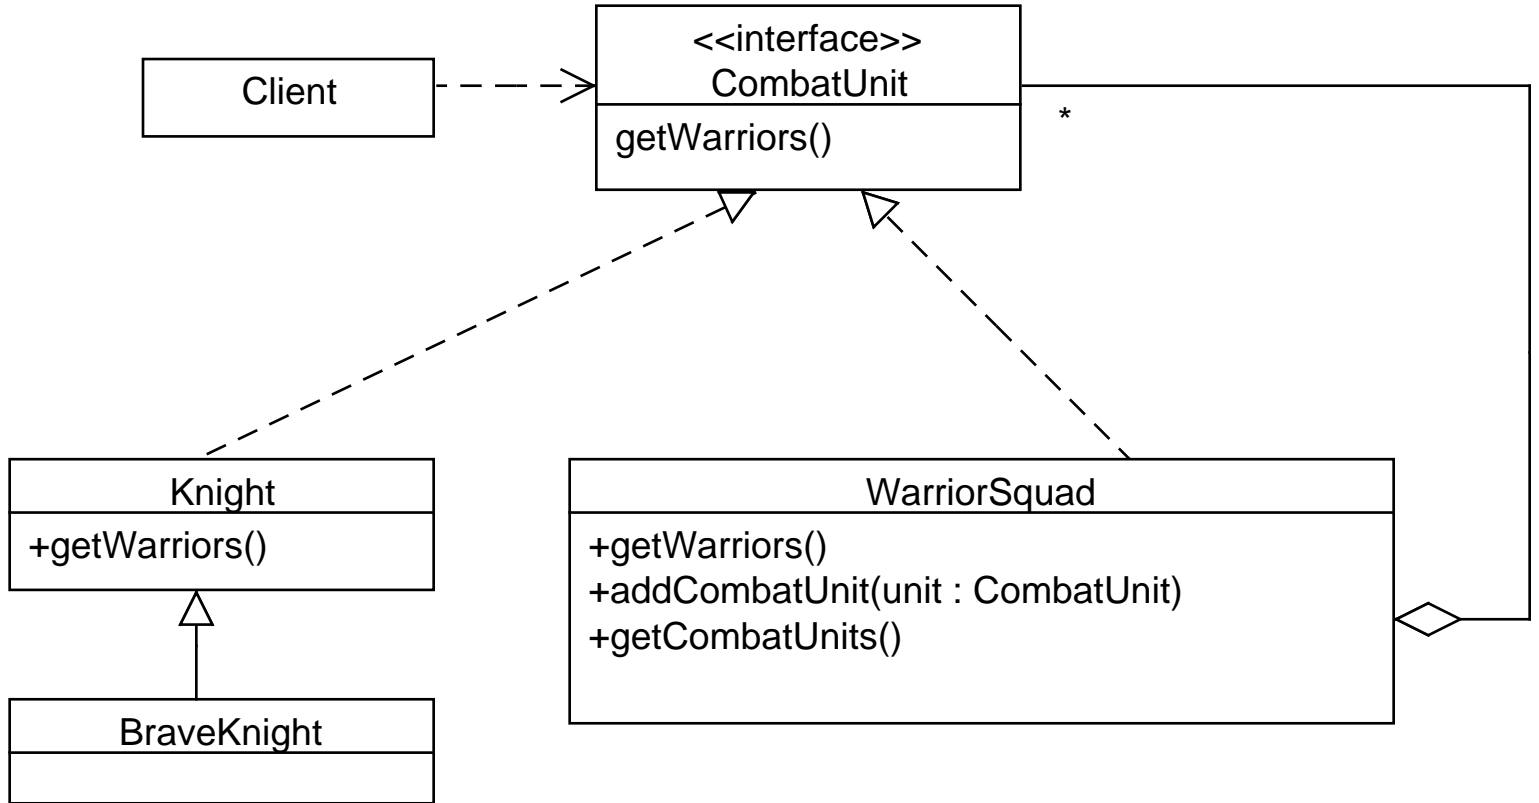 <<interface>>
CombatUnit
getWarriors()
Client
*
Knight
+getWarriors()
WarriorSquad
+getWarriors()
+addCombatUnit(unit : CombatUnit)
+getCombatUnits()
BraveKnight